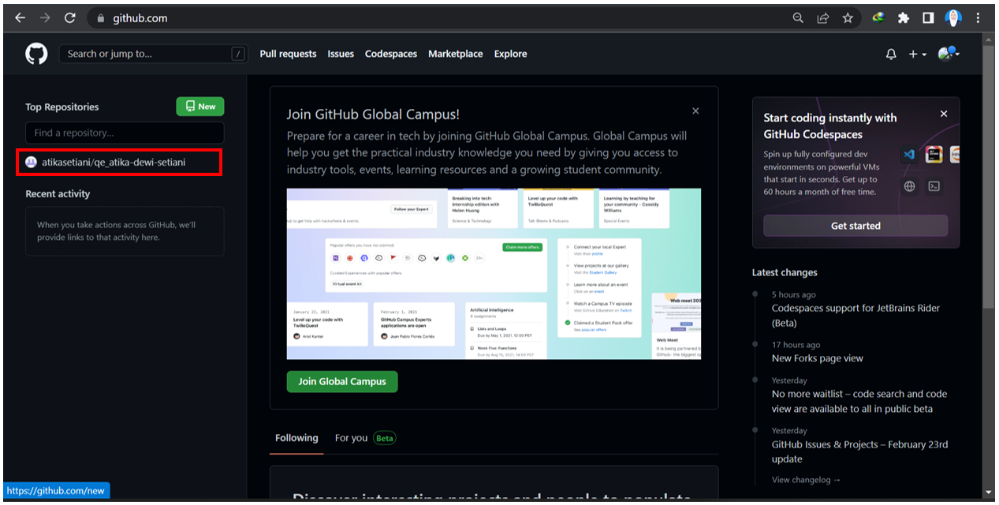 github.com
Search or jump to...
/
Pull requests
Issues
Codespaces
Marketplace
Explore
Top Repositories
New
Find a repository...
atikasetiani/qe_atika-dewi-setiani
Recent activity
When you take actions across GitHub, we'll
provide links to that activity here.
Join GitHub Global Campus!
Prepare for a career in tech by joining GitHub Global Campus. Global Campus will
help you get the practical industry knowledge you need by giving you access to
industry tools, events, learning resources and a growing student community.
Follow your Expert
Breaking into tech:
Internship edition with
Helen Huang
Science & Technology
Level up your code with
TwilioQuest
Talk Shows & Podcasts
Learning by teaching for
your community - Cassidy
Williams
Special Events
Popular offers you have not claimed:
Claim more offers
Curated Experiences with popular offers:
Virtual event kit
Connect your local Expert
Visit their profile
View projects at our gallery
Visit the Student Gallery
Learn more about an event
Click on an event
Watch a Campus TV episode
Visit GitHub Education on Twitch
Claimed a Student Pack offer
See popular offers
January 22, 2021
Level up your code with
TwilioQuest
Ariel Kanter
February 1, 2021
GitHub Campus Experts
applications are open
Juan Pablo Flores Cortés
Artificial Intelligence
6 assignments
Lists and Loops
Due by May 1, 2021, 12:00 PST
Week Five: Functions
Web meet 202
Web Meet
It is being partnered b
Github: the biggest c
Join Global Campus
Following
For you
Beta
Discover interesting projects and people to populate
Start coding instantly with
GitHub Codespaces
Spin up fully configured dev
environments on powerful VMs
that start in seconds. Get up to
60 hours a month of free time.
Get started
Latest changes
5 hours ago
Codespaces support for JetBrains Rider
(Beta)
17 hours ago
New Forks page view
Yesterday
No more waitlist – code search and code
view are available to all in public beta
Yesterday
GitHub Issues & Projects – February 23rd
update
View changelog →
https://github.com/new